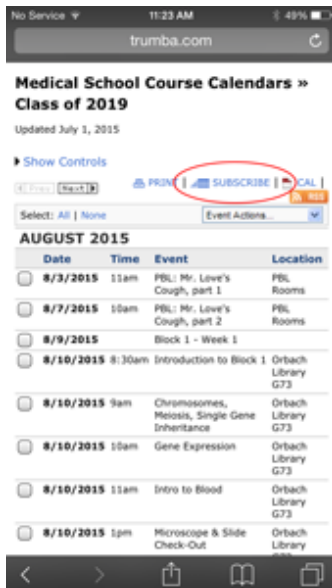 No Service 11:23 AM 49%
trumba.com
Medical School Course Calendars »
Class of 2019
Updated July 1, 2015
Show Controls
PRINT | SUBSCRIBE | CAL |
Prev Next RSS
Select: All | None Event Actions...
AUGUST 2015
Date Time Event Location
8/3/2015 11am PBL: Mr. Love's PBL
Cough, part 1 Rooms
8/7/2015 10am PBL: Mr. Love's PBL
Cough, part 2 Rooms
8/9/2015 Block 1 - Week 1
8/10/2015 8:30am Introduction to Block 1 Orbach
Library
G73
8/10/2015 9am Chromosomes, Orbach
Meiosis, Single Gene Library
Inheritance G73
8/10/2015 10am Gene Expression Orbach
Library
G73
8/10/2015 11am Intro to Blood Orbach
Library
G73
8/10/2015 1pm Microscope & Slide Orbach
Check-Out Library